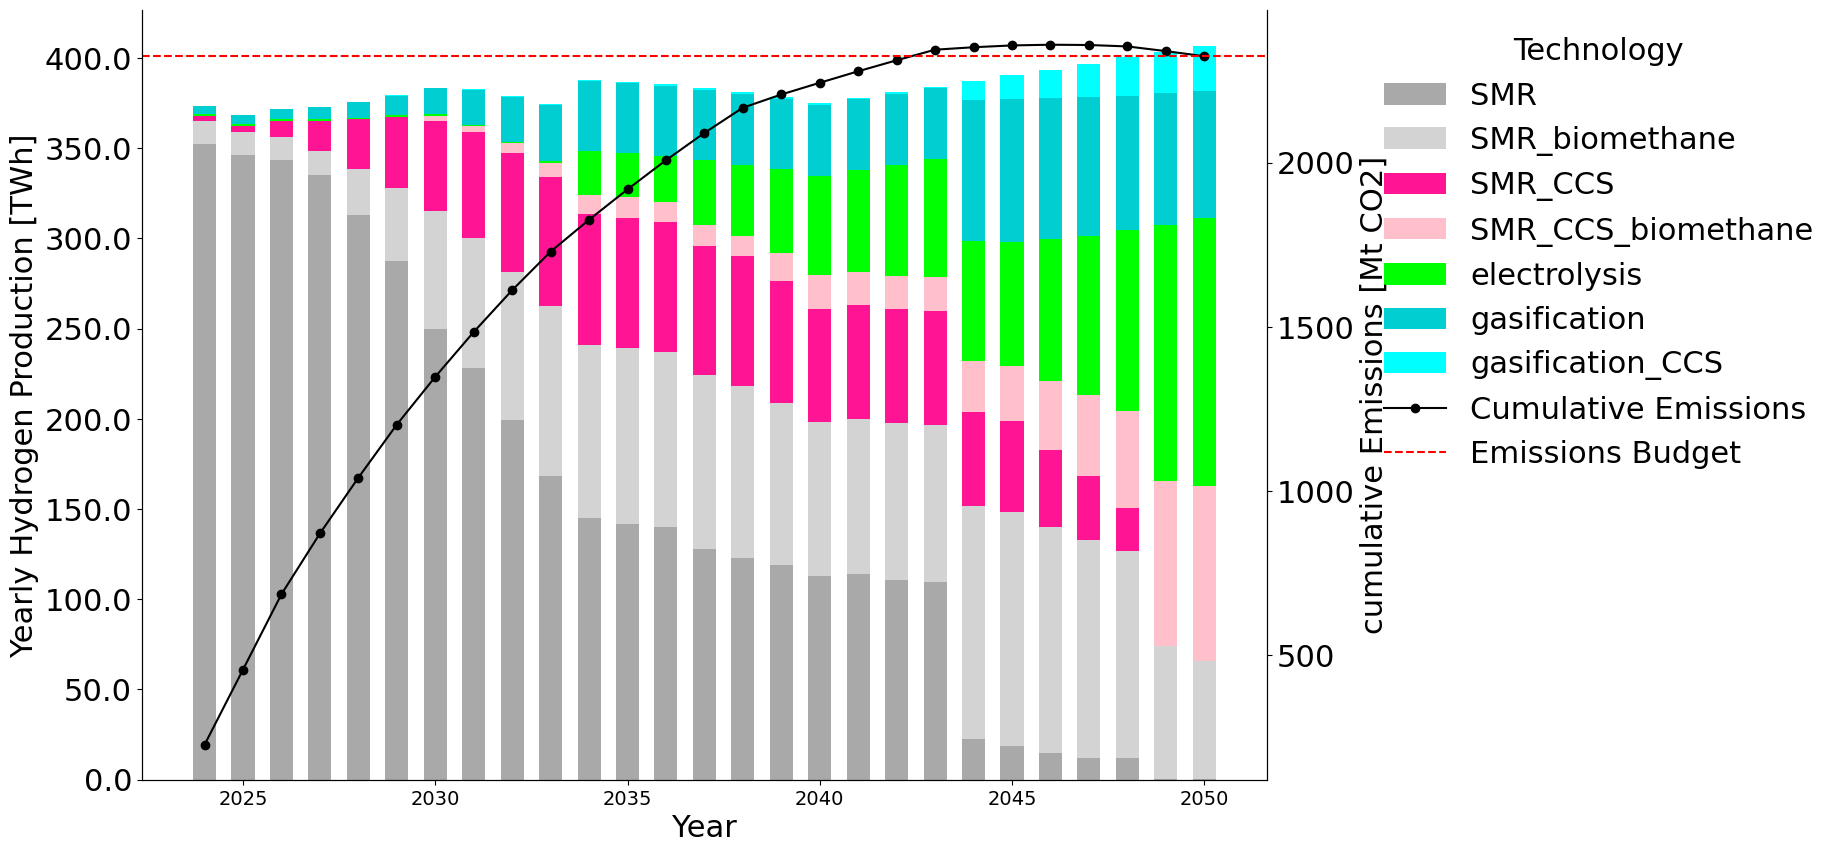 Yearly Hydrogen Production [TWh]
400.0
350.0
300.0
250.0
200.0
150.0
100.0
50.0
0.0
2025
2030
2035
2040
2045
2050
Year
2000
1500
1000
500
cumulative Emissions [Mt CO2]
Technology
SMR
SMR_biomethane
SMR_CCS
SMR_CCS_biomethane
electrolysis
gasification
gasification_CCS
Cumulative Emissions
Emissions Budget